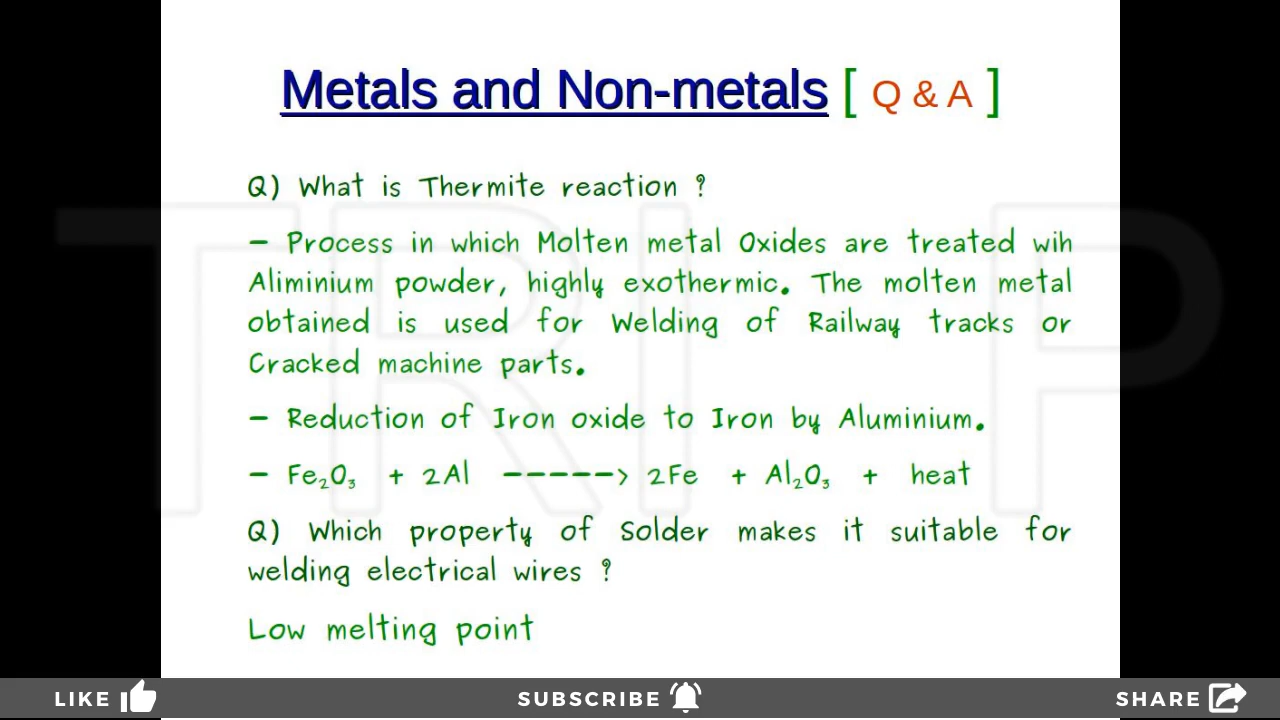 Metals and Non-metals [ Q & A ]
Q) What is Thermite reaction ?
– Process in which Molten metal Oxides are treated wih
Aliminium powder, highly exothermic. The molten metal
obtained is used for Welding of Railway tracks or
Cracked machine parts.
– Reduction of Iron oxide to Iron by Aluminium.
– Fe₂O₃ + 2Al -----> 2Fe + Al₂O₃ + heat
Q) Which property of Solder makes it suitable for
welding electrical wires ?
Low melting point
LIKE SUBSCRIBE SHARE